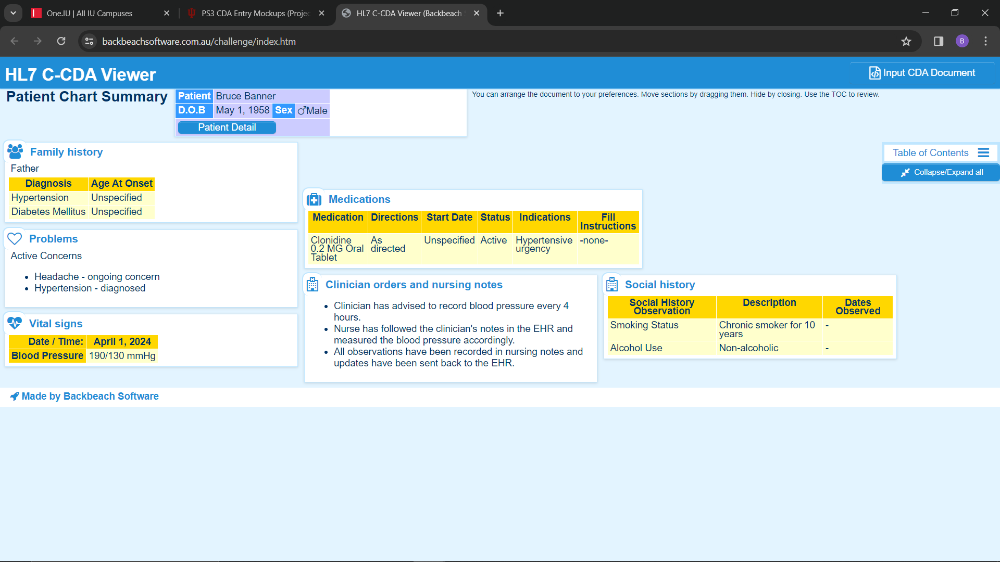 One.IU | All IU Campuses
PS3 CDA Entry Mockups (Projec
HL7 C-CDA Viewer (Backbeach
backbeachsoftware.com.au/challenge/index.htm
B
HL7 C-CDA Viewer
Input CDA Document
Patient Chart Summary
Patient Bruce Banner
D.O.B May 1, 1958 Sex ♂Male
Patient Detail
You can arrange the document to your preferences. Move sections by dragging them. Hide by closing. Use the TOC to review.
Table of Contents
Collapse/Expand all
Family history
Father
Diagnosis Age At Onset
Hypertension Unspecified
Diabetes Mellitus Unspecified
Problems
Active Concerns
• Headache - ongoing concern
• Hypertension - diagnosed
Vital signs
Date / Time: April 1, 2024
Blood Pressure 190/130 mmHg
Medications
Medication Directions Start Date Status Indications Fill
Instructions
Clonidine As Unspecified Active Hypertensive -none-
0.2 MG Oral directed urgency
Tablet
Clinician orders and nursing notes
• Clinician has advised to record blood pressure every 4
hours.
• Nurse has followed the clinician's notes in the EHR and
measured the blood pressure accordingly.
• All observations have been recorded in nursing notes and
updates have been sent back to the EHR.
Social history
Social History Description Dates
Observation Observed
Smoking Status Chronic smoker for 10 -
years
Alcohol Use Non-alcoholic -
Made by Backbeach Software